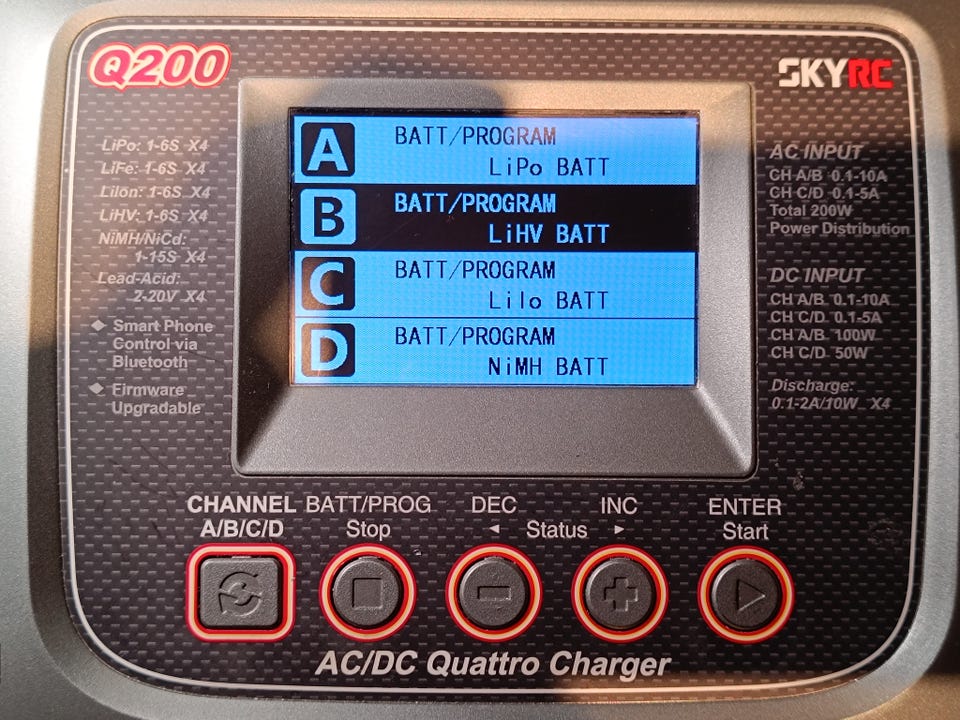 Q200
SKYRC
LiPo: 1-6S X4
LiFe: 1-6S X4
LiIon: 1-6S X4
LiHV: 1-6S X4
NiMH/NiCd:
1-15S X4
Lead-Acid:
2-20V X4
◆ Smart Phone
Control via
Bluetooth
◆ Firmware
Upgradable
A BATT/PROGRAM
LiPo BATT
B BATT/PROGRAM
LiHV BATT
C BATT/PROGRAM
LiIo BATT
D BATT/PROGRAM
NiMH BATT
AC INPUT
CH A/B 0.1-10A
CH C/D 0.1-5A
Total 200W
Power Distribution
DC INPUT
CH A/B 0.1-10A
CH C/D 0.1-5A
CH A/B 100W
CH C/D 50W
Discharge:
0.1-2A/10W X4
CHANNEL BATT/PROG DEC INC ENTER
A/B/C/D Stop ◄ Status ► Start
AC/DC Quattro Charger